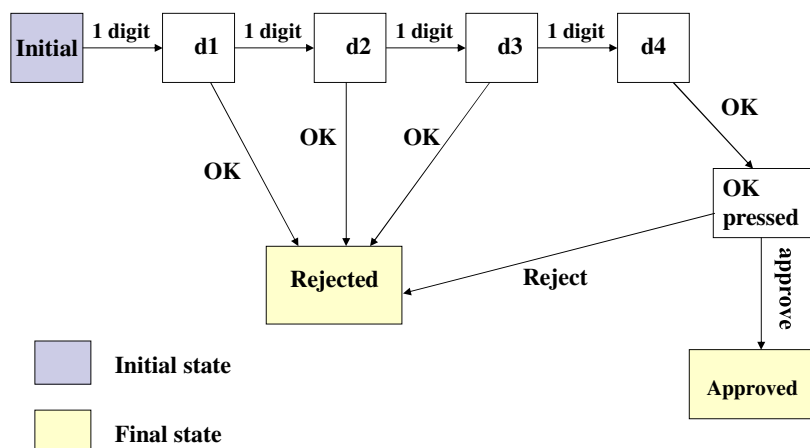 1 digit 1 digit 1 digit 1 digit
Initial d1 d2 d3 d4
OK
OK OK
OK
OK
pressed
Rejected
Reject
approve
Initial state
Approved
Final state